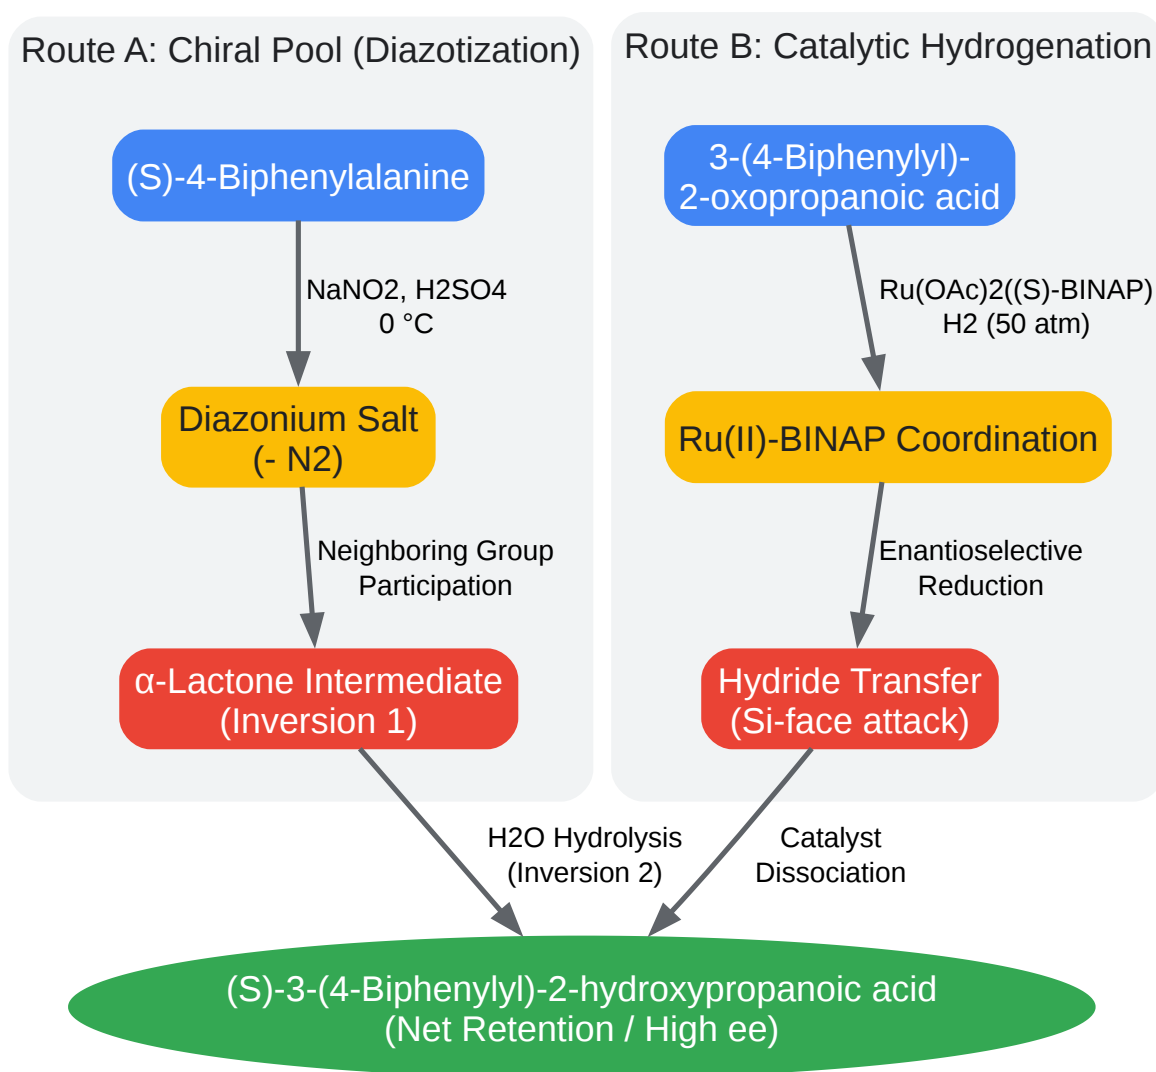 Route A: Chiral Pool (Diazotization)
(S)-4-Biphenylalanine
NaNO2, H2SO4
0 °C
Diazonium Salt
(- N2)
Neighboring Group
Participation
α-Lactone Intermediate
(Inversion 1)
H2O Hydrolysis
(Inversion 2)
Route B: Catalytic Hydrogenation
3-(4-Biphenylyl)-
2-oxopropanoic acid
Ru(OAc)2((S)-BINAP)
H2 (50 atm)
Ru(II)-BINAP Coordination
Enantioselective
Reduction
Hydride Transfer
(Si-face attack)
Catalyst
Dissociation
(S)-3-(4-Biphenylyl)-2-hydroxypropanoic acid
(Net Retention / High ee)